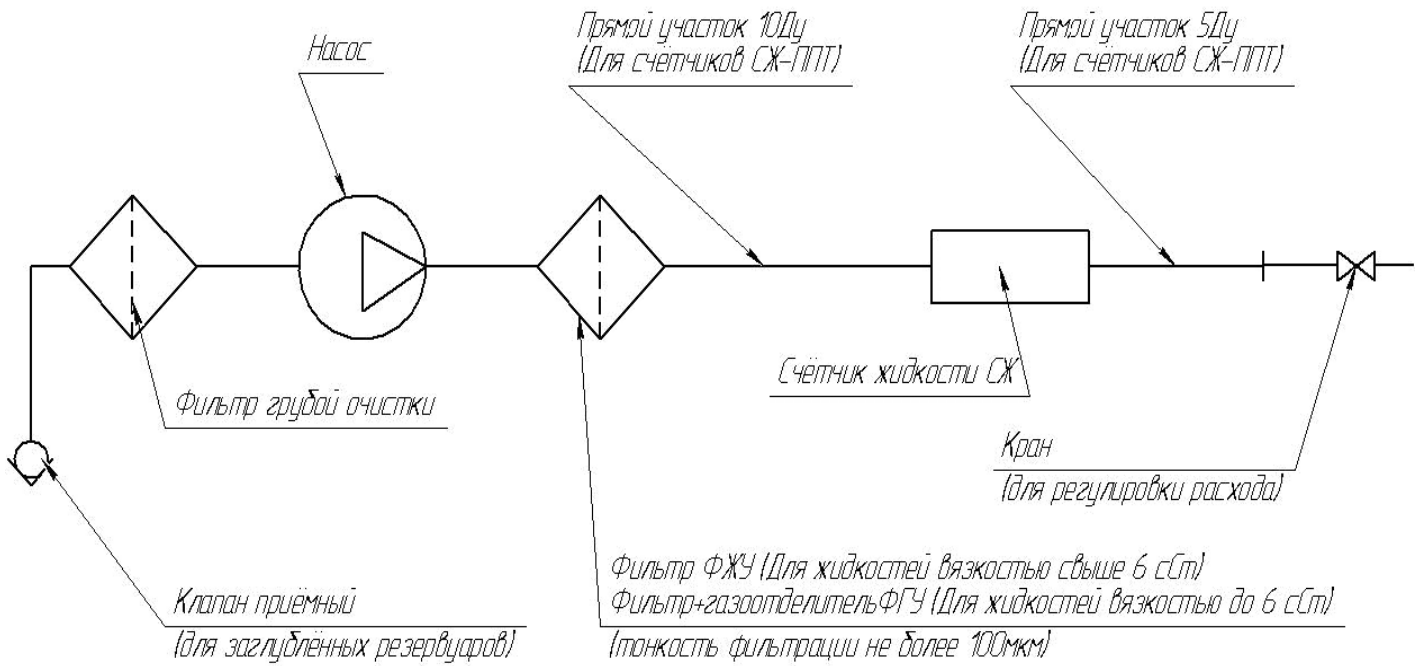 Насос
Прямой участок 10Ду
(Для счётчиков СЖ-ППТ)
Прямой участок 5Ду
(Для счётчиков СЖ-ППТ)
Фильтр грубой очистки
Счётчик жидкости СЖ
Кран
(для регулировки расхода)
Клапан приёмный
(для заглублённых резервуаров)
Фильтр ФЖУ (Для жидкостей вязкостью свыше 6 сСт)
Фильтр+газоотделительФГУ (Для жидкостей вязкостью до 6 сСт)
(тонкость фильтрации не более 100мкм)